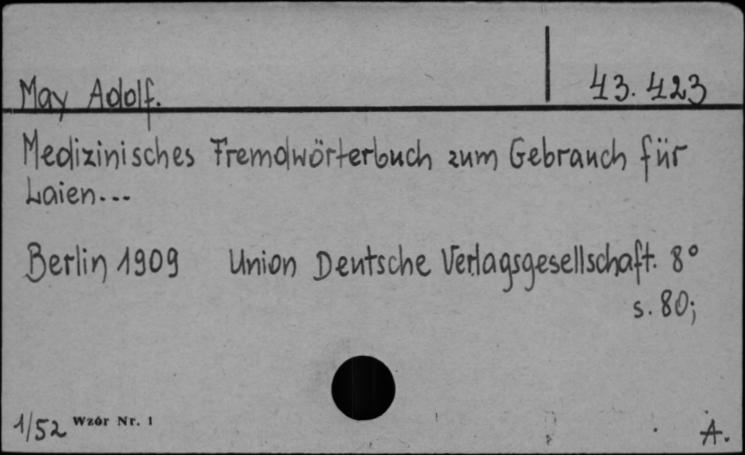 May Adolf. 43.423
Medizinisches Fremdwörterbuch zum Gebrauch für
Laien...
Berlin 1909 Union Deutsche Verlagsgesellschaft. 8°
s. 80;
1/52 Wzór Nr. 1 A.